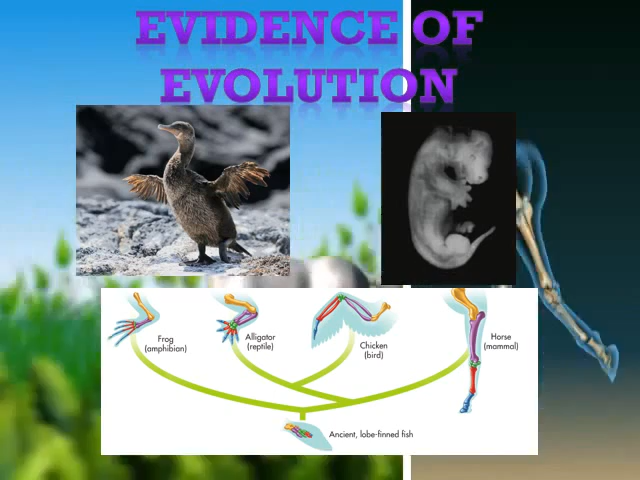 EVIDENCE OF
EVOLUTION
Frog
(amphibian)
Alligator
(reptile)
Chicken
(bird)
Horse
(mammal)
Ancient, lobe-finned fish